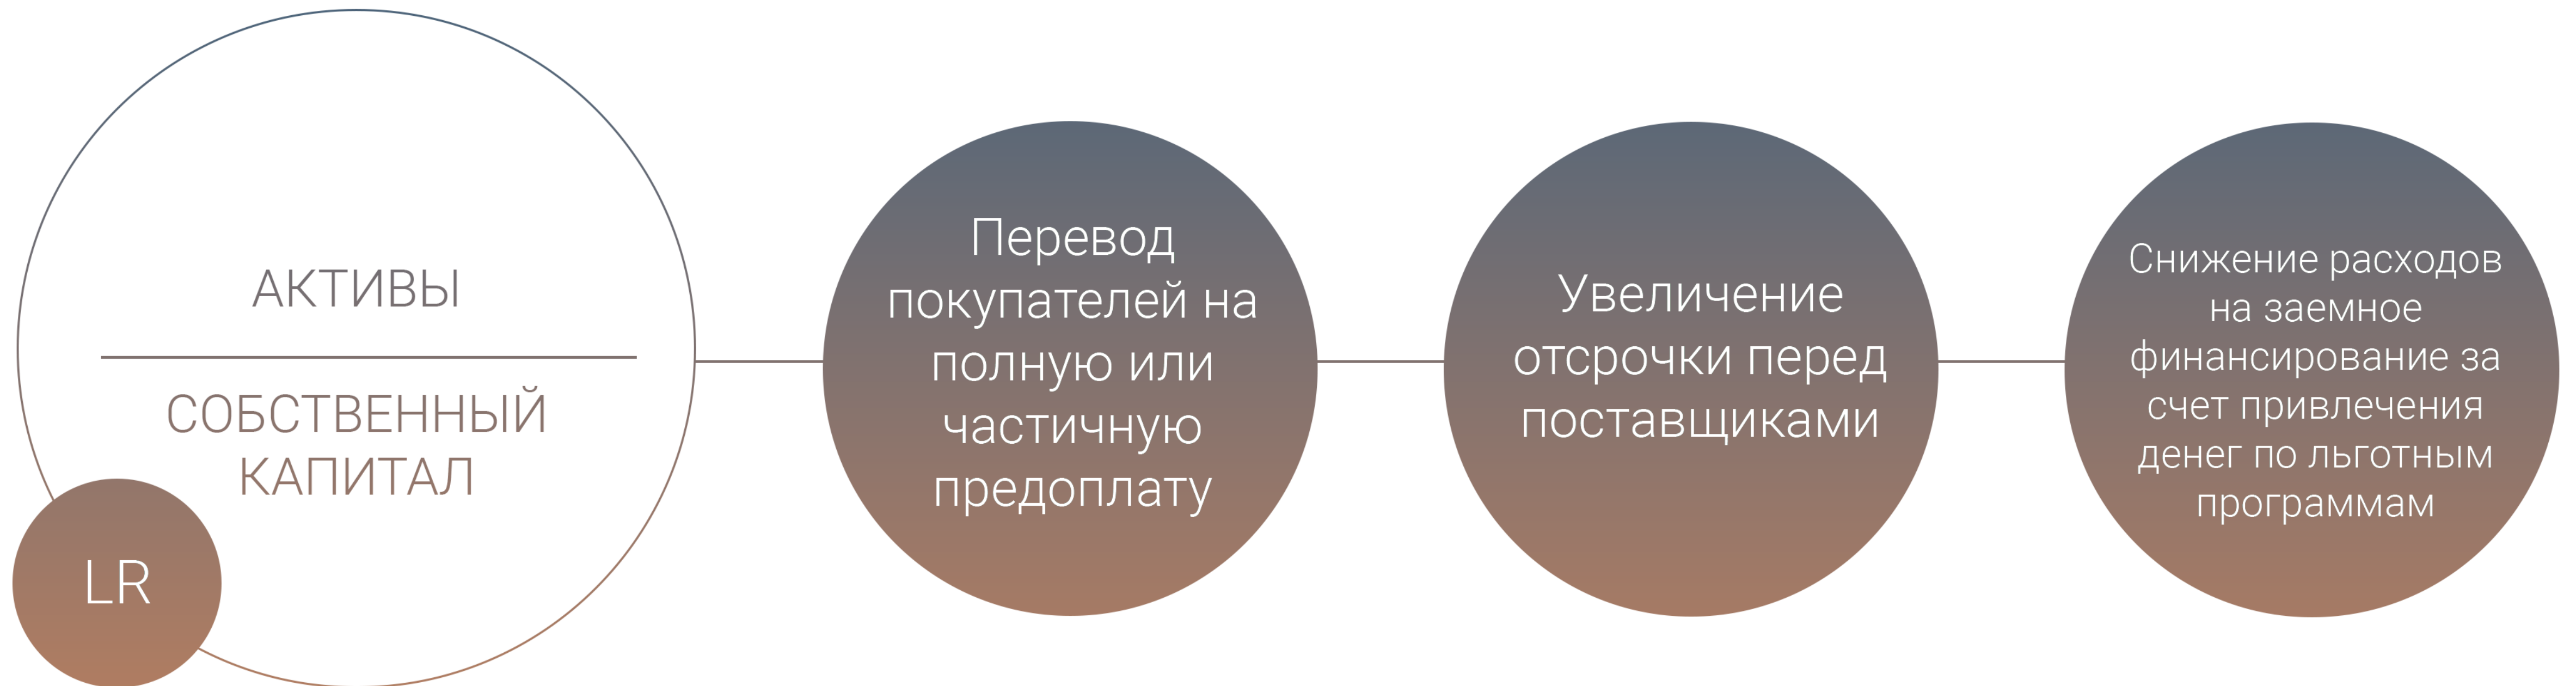 АКТИВЫ
СОБСТВЕННЫЙ
КАПИТАЛ
LR
Перевод
покупателей на
полную или
частичную
предоплату
Увеличение
отсрочки перед
поставщиками
Снижение расходов
на заемное
финансирование за
счет привлечения
денег по льготным
программам